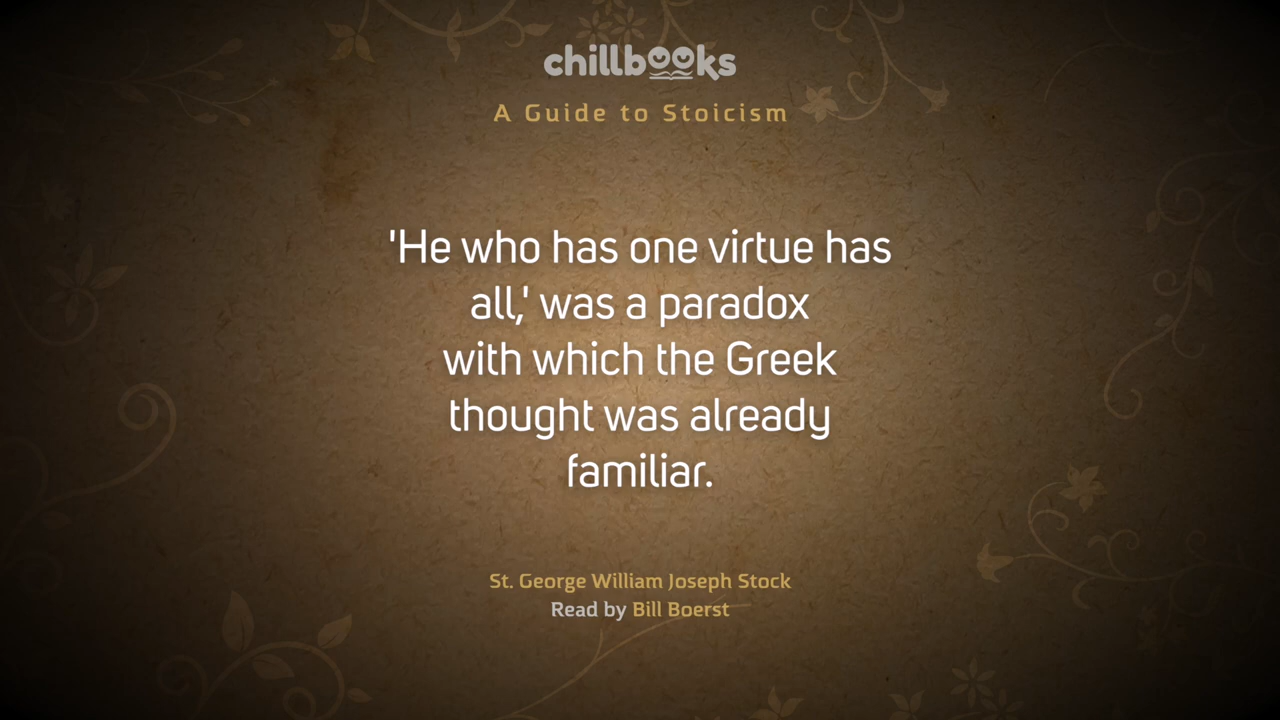 chillbooks
A Guide to Stoicism
'He who has one virtue has
all,' was a paradox
with which the Greek
thought was already
familiar.
St. George William Joseph Stock
Read by Bill Boerst